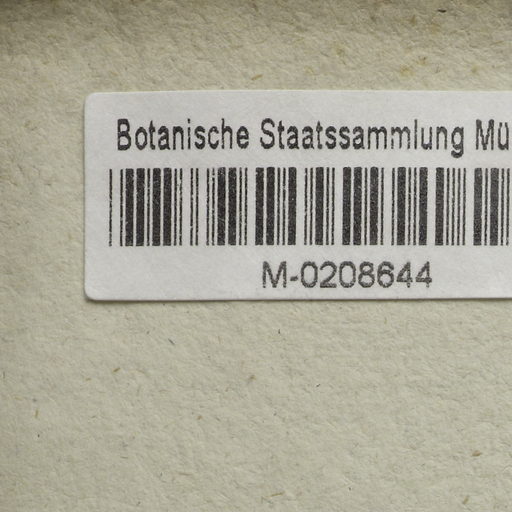 Botanische Staatssammlung Mü
M-0208644